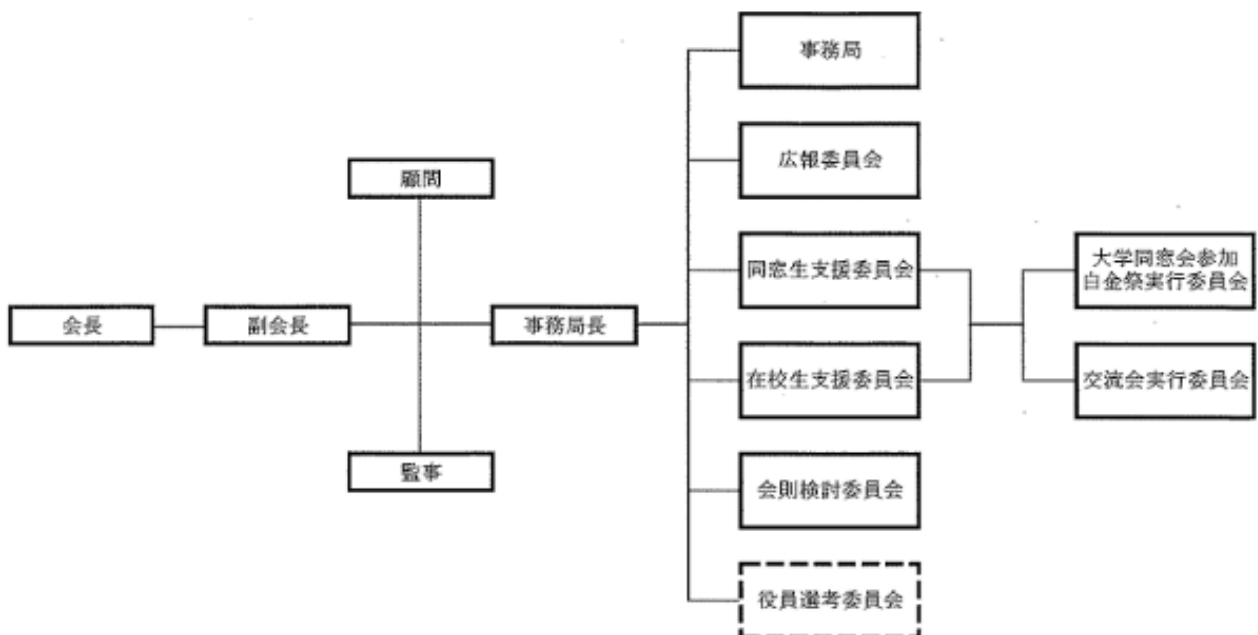 事務局
広報委員会
顧問
同窓生支援委員会
大学同窓会参加
白金祭実行委員会
会長
副会長
事務局長
在校生支援委員会
交流会実行委員会
監事
会則検討委員会
役員選考委員会